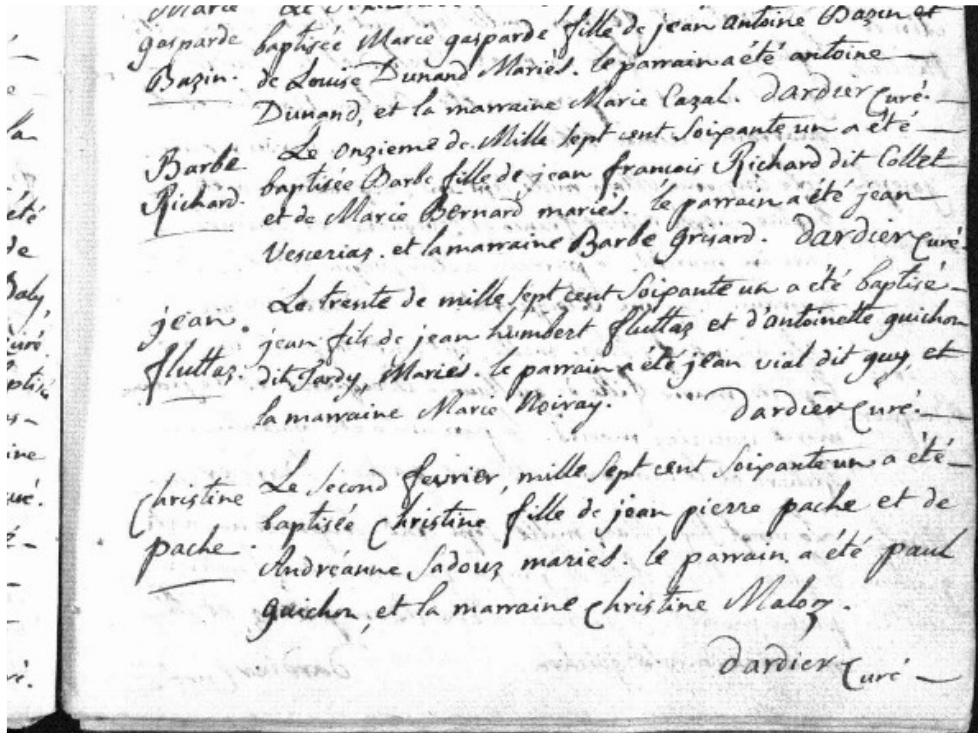 Marie Le
gasparde baptisée Marie gasparde fille de jean antoine Bazin et
Bazin. de Louise Dunand Mariés. le parrain a été antoine
Dunand, et la marraine Marie Cazal. dardier Curé.
Barbe Le onzieme de Mille sept cent Soixante un a été
Richard. baptisée Barbe fille de jean françois Richard dit Collet
et de Marie Bernard mariés. le parrain a été jean
et la marraine Barbe Grisard. dardier Curé
Le trente de mille sept cent Soixante un a été baptisé
jean jean fils de jean humbert fluttaz et d'antoinette guichon
fluttaz. dit Tardy, Mariés. le parrain a été jean vial dit guy, et
la marraine Marie Noiray. dardier Curé.
Christine Le Second fevrier, mille Sept cent Soixante un a été
pache. baptisée Christine fille de jean pierre pache et de
Andréanne Sadoux mariés. le parrain a été paul
guichon, et la marraine Christine
dardier Curé